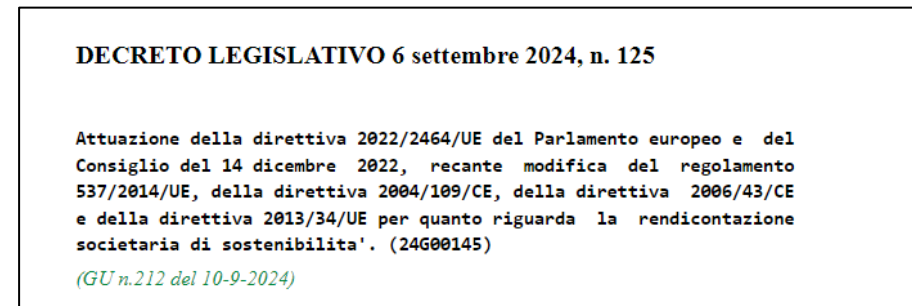 DECRETO LEGISLATIVO 6 settembre 2024, n. 125
Attuazione della direttiva 2022/2464/UE del Parlamento europeo e del
Consiglio del 14 dicembre 2022, recante modifica del regolamento
537/2014/UE, della direttiva 2004/109/CE, della direttiva 2006/43/CE
e della direttiva 2013/34/UE per quanto riguarda la rendicontazione
societaria di sostenibilita'. (24G00145)
(GU n.212 del 10-9-2024)